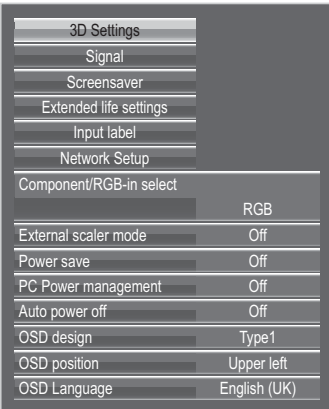 3D Settings
Signal
Screensaver
Extended life settings
Input label
Network Setup
Component/RGB-in select
RGB
External scaler mode Off
Power save Off
PC Power management Off
Auto power off Off
OSD design Type1
OSD position Upper left
OSD Language English (UK)